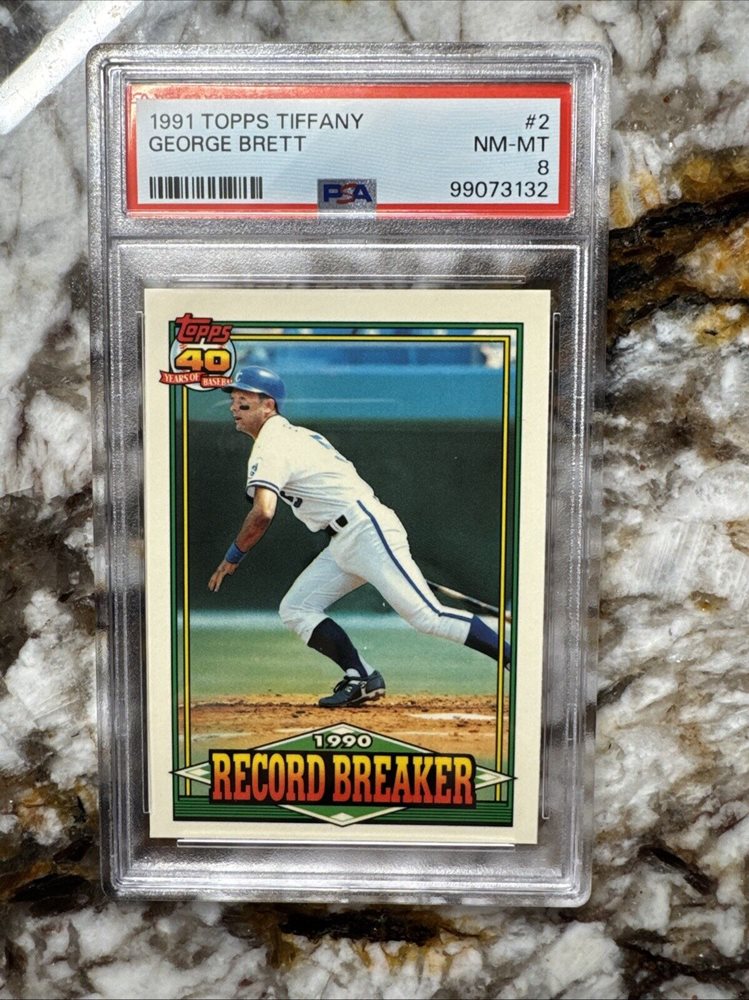 1991 TOPPS TIFFANY #2
GEORGE BRETT NM-MT
8
PSA 99073132
Topps
40
YEARS OF BASEBALL
1990
RECORD BREAKER